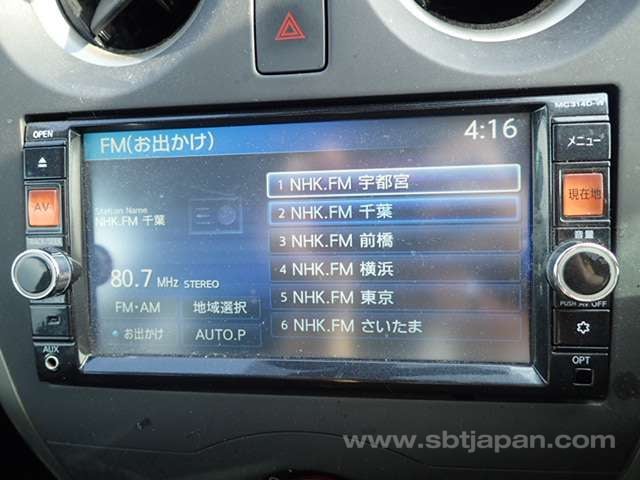 MC314D-W
OPEN
メニュー
FM(お出かけ)
4:16
AV
現在地
Station Name
NHK.FM 千葉
1 NHK.FM 宇都宮
2 NHK.FM 千葉
3 NHK.FM 前橋
4 NHK.FM 横浜
5 NHK.FM 東京
6 NHK.FM さいたま
80.7 MHz STEREO
FM・AM
地域選択
お出かけ
AUTO.P
音量
PUSH AV OFF
AUX
OPT
www.sbtjapan.com